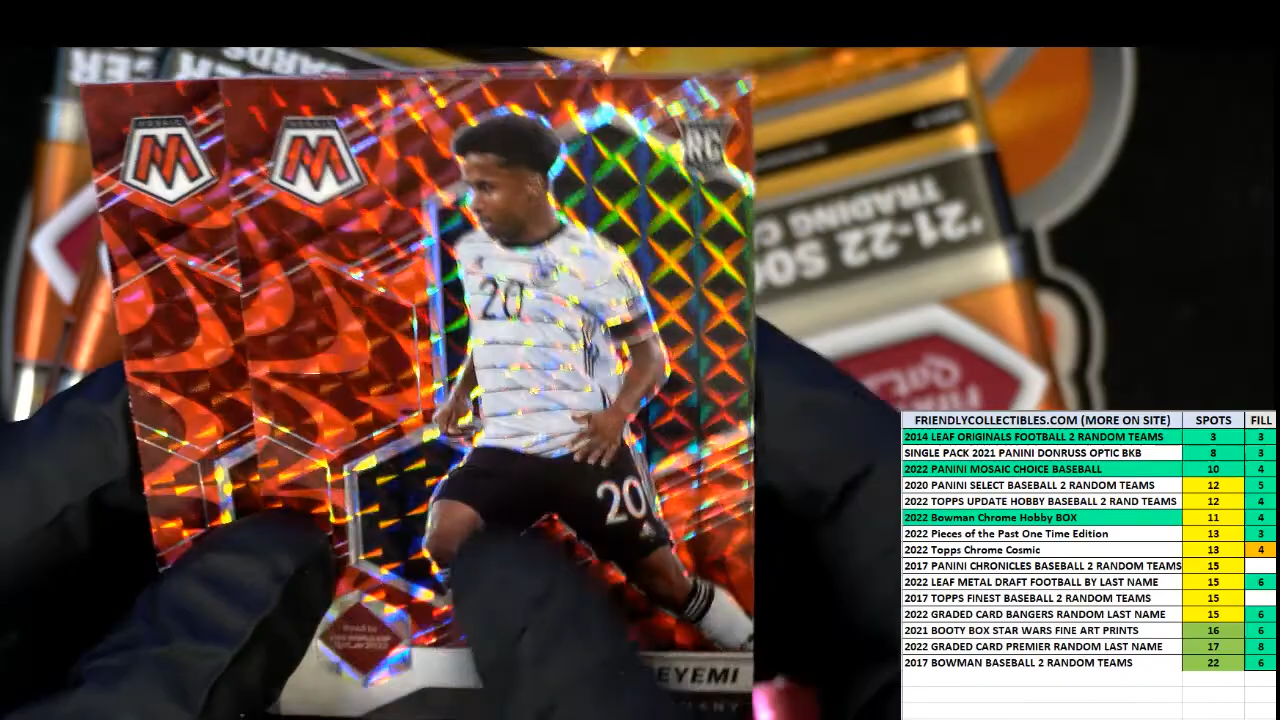 MOSAIC
MOSAIC
RC
20
20
EYEMI
'21-22 SOC
TRADING C
CARDS
FRIENDLYCOLLECTIBLES.COM (MORE ON SITE) SPOTS FILL
2014 LEAF ORIGINALS FOOTBALL 2 RANDOM TEAMS 3 3
SINGLE PACK 2021 PANINI DONRUSS OPTIC BKB 8 3
2022 PANINI MOSAIC CHOICE BASEBALL 10 4
2020 PANINI SELECT BASEBALL 2 RANDOM TEAMS 12 5
2022 TOPPS UPDATE HOBBY BASEBALL 2 RAND TEAMS 12 4
2022 Bowman Chrome Hobby BOX 11 4
2022 Pieces of the Past One Time Edition 13 3
2022 Topps Chrome Cosmic 13 4
2017 PANINI CHRONICLES BASEBALL 2 RANDOM TEAMS 15
2022 LEAF METAL DRAFT FOOTBALL BY LAST NAME 15 6
2017 TOPPS FINEST BASEBALL 2 RANDOM TEAMS 15
2022 GRADED CARD BANGERS RANDOM LAST NAME 15 6
2021 BOOTY BOX STAR WARS FINE ART PRINTS 16 6
2022 GRADED CARD PREMIER RANDOM LAST NAME 17 8
2017 BOWMAN BASEBALL 2 RANDOM TEAMS 22 6